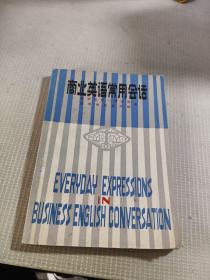 商业英语常用会话
EVERYDAY EXPRESSIONS
IN
BUSINESS ENGLISH CONVERSATION